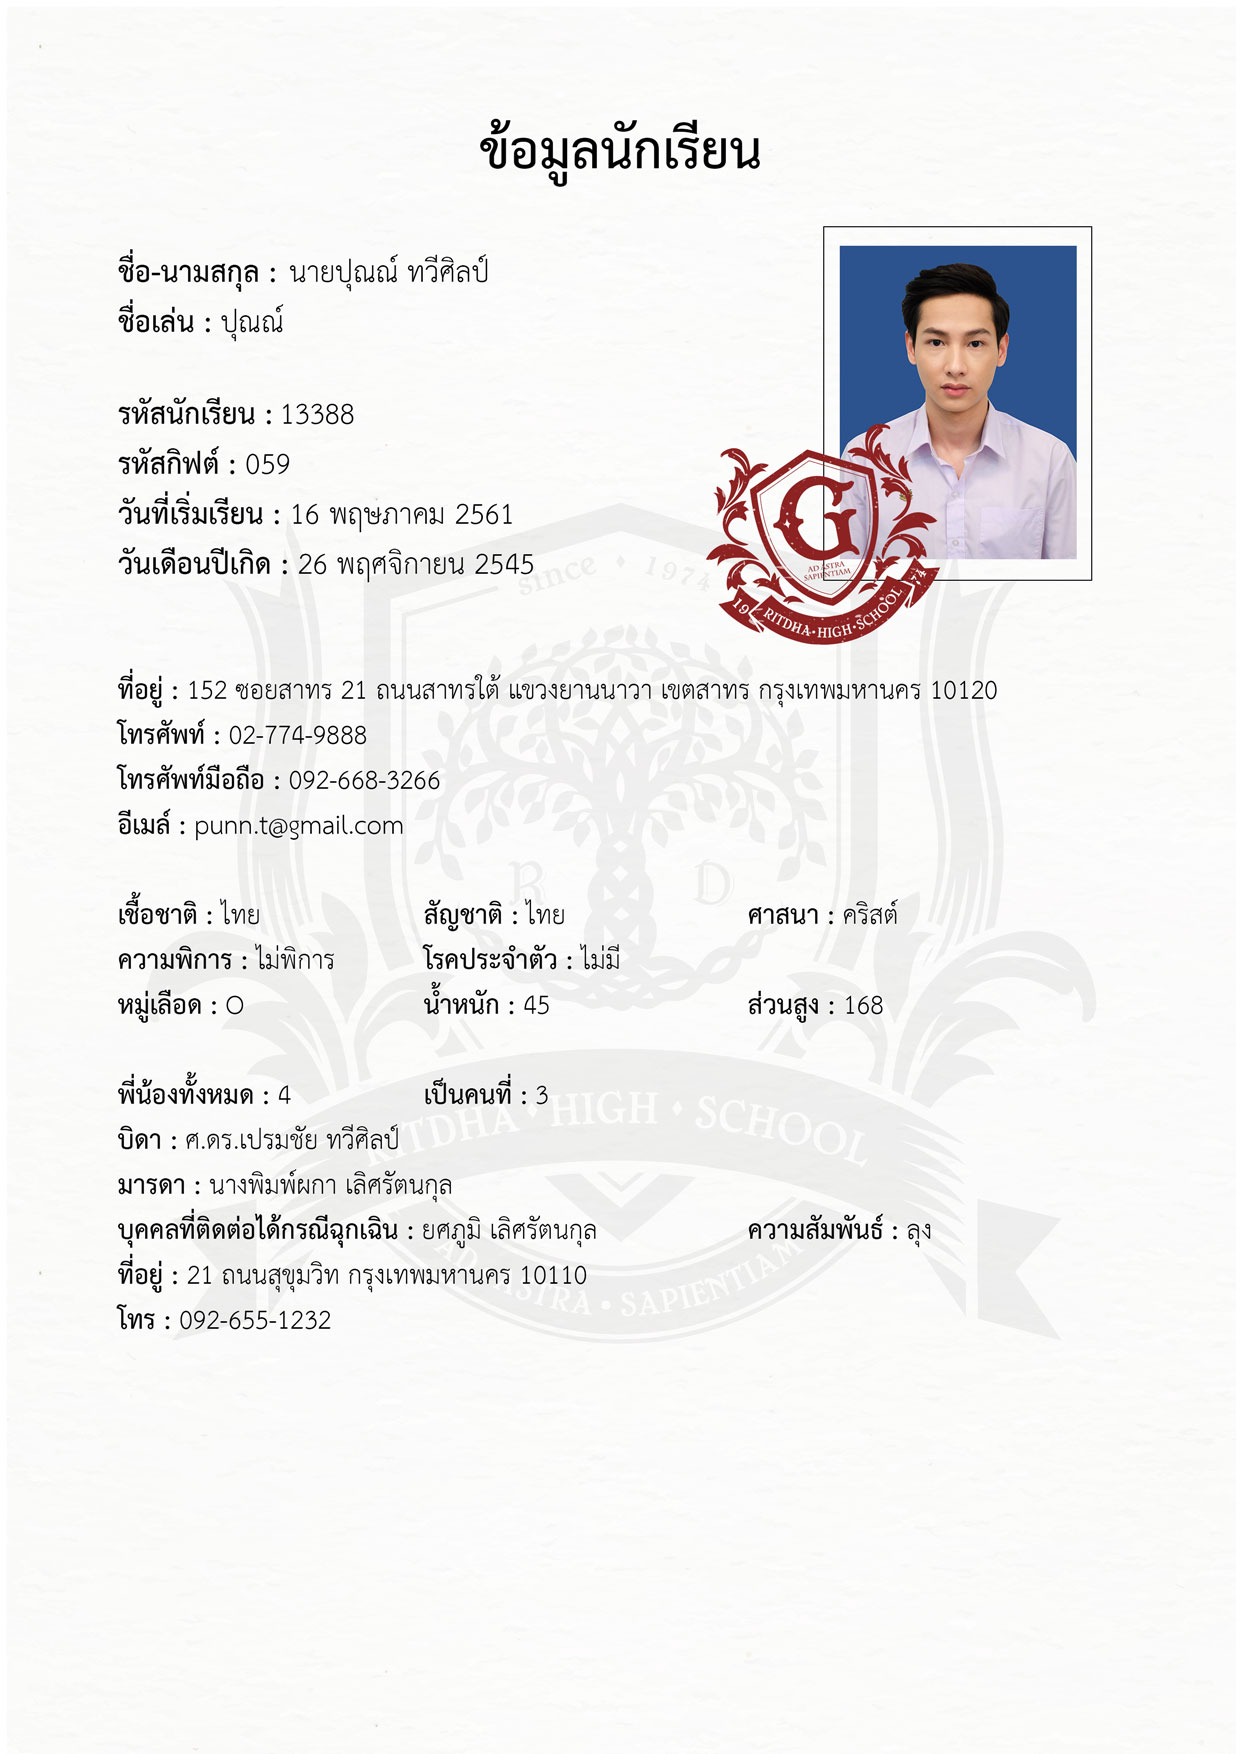 ข้อมูลนักเรียน
ชื่อ-นามสกุล : นายปุณณ์ ทวีศิลป์
ชื่อเล่น : ปุณณ์
รหัสนักเรียน : 13388
รหัสกิฟต์ : 059
วันที่เริ่มเรียน : 16 พฤษภาคม 2561
วันเดือนปีเกิด : 26 พฤศจิกายน 2545
G
AD ASTRA
SAPIENTIAM
19 RITDHA·HIGH·SCHOOL 74
since · 1974
ที่อยู่ : 152 ซอยสาทร 21 ถนนสาทรใต้ แขวงยานนาวา เขตสาทร กรุงเทพมหานคร 10120
โทรศัพท์ : 02-774-9888
โทรศัพท์มือถือ : 092-668-3266
อีเมล์ : punn.t@gmail.com
R D
เชื้อชาติ : ไทย สัญชาติ : ไทย ศาสนา : คริสต์
ความพิการ : ไม่พิการ โรคประจำตัว : ไม่มี
หมู่เลือด : O น้ำหนัก : 45 ส่วนสูง : 168
พี่น้องทั้งหมด : 4 เป็นคนที่ : 3
RITDHA · HIGH · SCHOOL
บิดา : ศ.ดร.เปรมชัย ทวีศิลป์
มารดา : นางพิมพ์ผกา เลิศรัตนกุล
บุคคลที่ติดต่อได้กรณีฉุกเฉิน : ยศภูมิ เลิศรัตนกุล ความสัมพันธ์ : ลุง
ที่อยู่ : 21 ถนนสุขุมวิท กรุงเทพมหานคร 10110
AD ASTRA · SAPIENTIAM
โทร : 092-655-1232